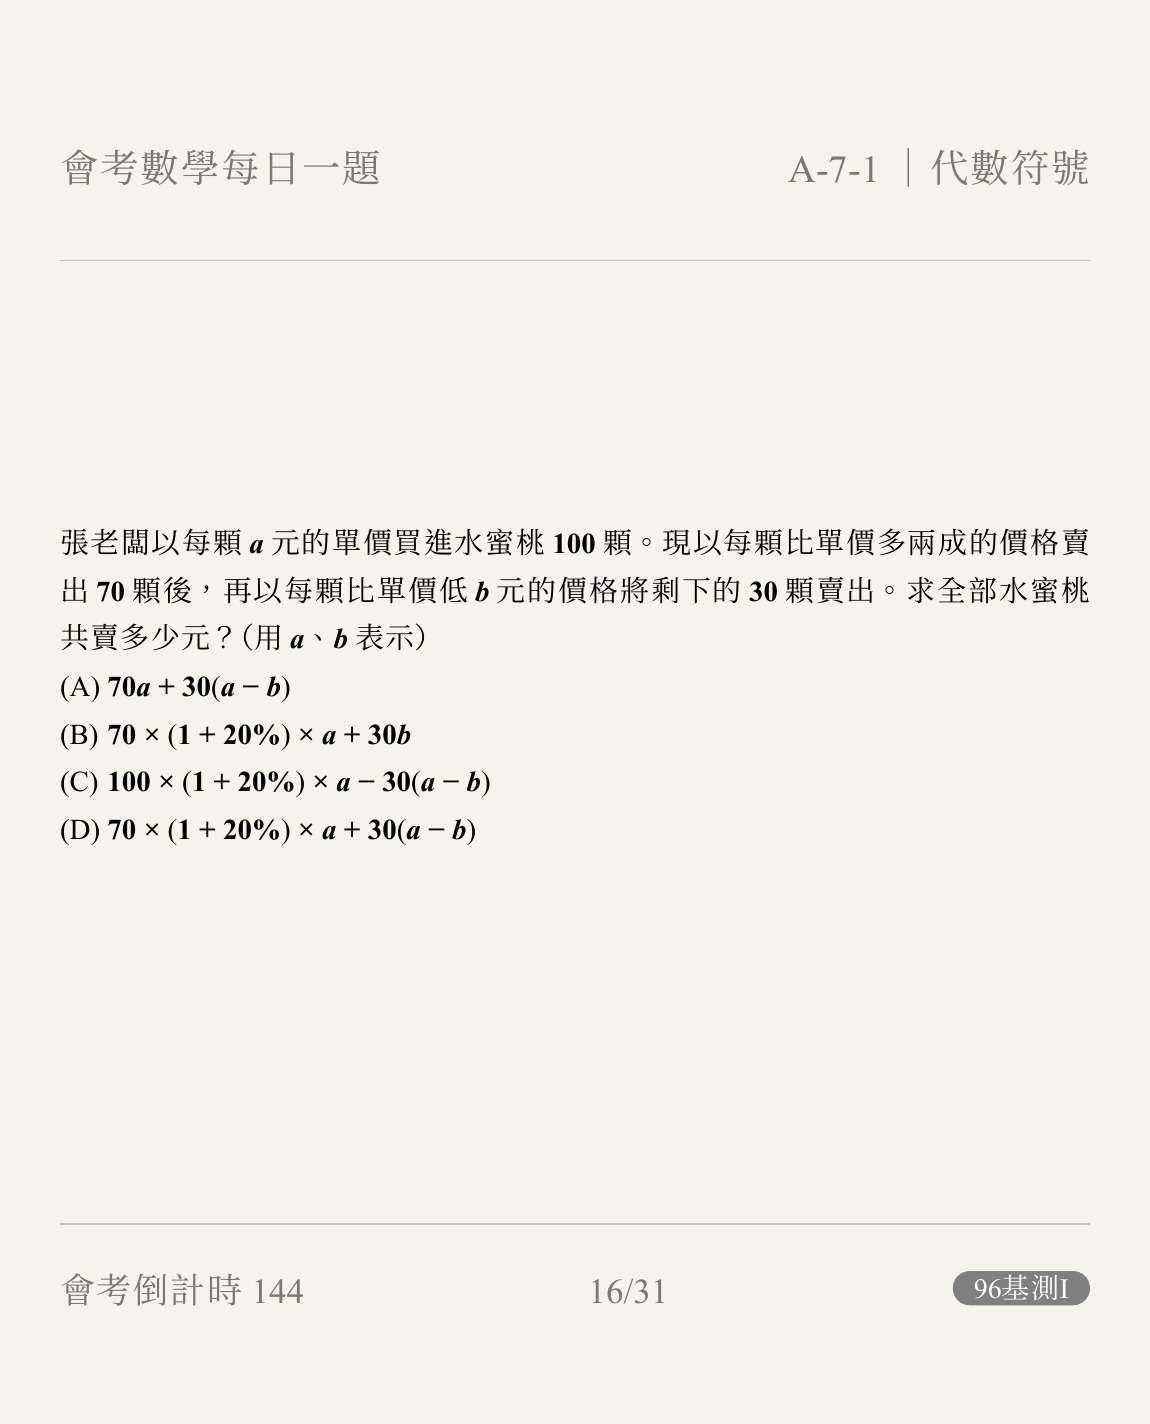 會考數學每日一題
A-7-1 │ 代數符號
張老闆以每顆 a 元的單價買進水蜜桃 100 顆。現以每顆比單價多兩成的價格賣
出 70 顆後，再以每顆比單價低 b 元的價格將剩下的 30 顆賣出。求全部水蜜桃
共賣多少元？(用 a、b 表示)
(A) 70a + 30(a − b)
(B) 70 × (1 + 20%) × a + 30b
(C) 100 × (1 + 20%) × a − 30(a − b)
(D) 70 × (1 + 20%) × a + 30(a − b)
會考倒計時 144
16/31
96基測I